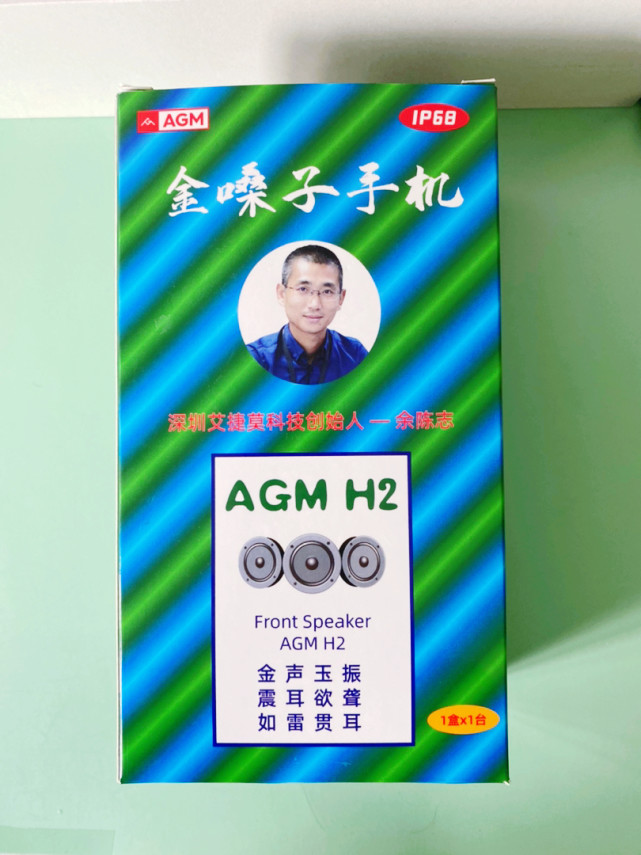 AGM
IP68
金嗓子手机
深圳艾捷莫科技创始人 — 余陈志
AGM H2
Front Speaker
AGM H2
金声玉振
震耳欲聋
如雷贯耳
1盒x1台